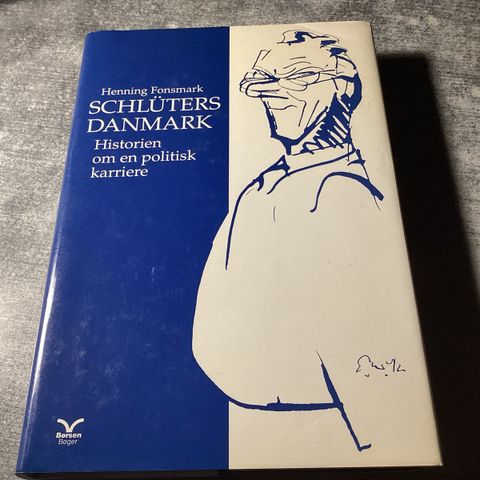 Henning Fonsmark
SCHLÜTERS
DANMARK
Historien
om en politisk
karriere
Børsen
Bøger